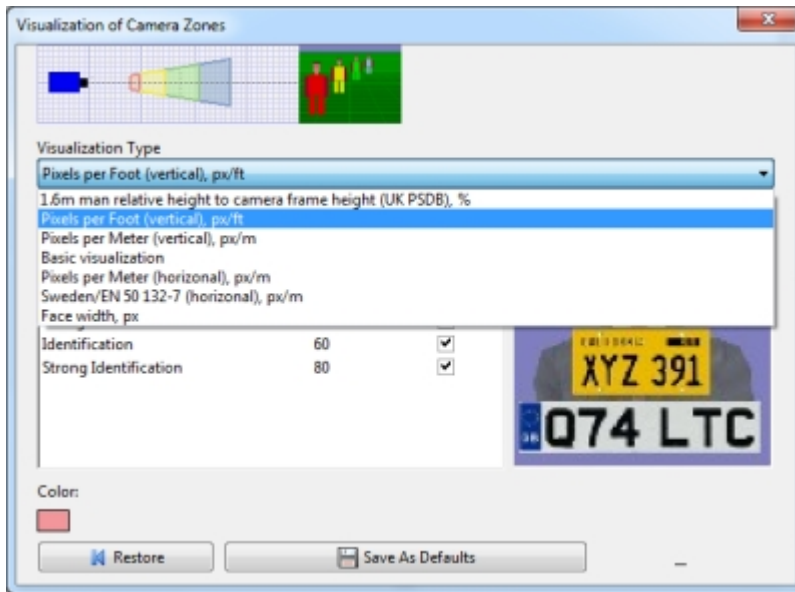 Visualization of Camera Zones
Visualization Type
Pixels per Foot (vertical), px/ft
1.6m man relative height to camera frame height (UK PSDB), %
Pixels per Foot (vertical), px/ft
Pixels per Meter (vertical), px/m
Basic visualization
Pixels per Meter (horizonal), px/m
Sweden/EN 50 132-7 (horizonal), px/m
Face width, px
Identification 60
Strong Identification 80
XYZ 391
GB Q74 LTC
Color:
Restore
Save As Defaults